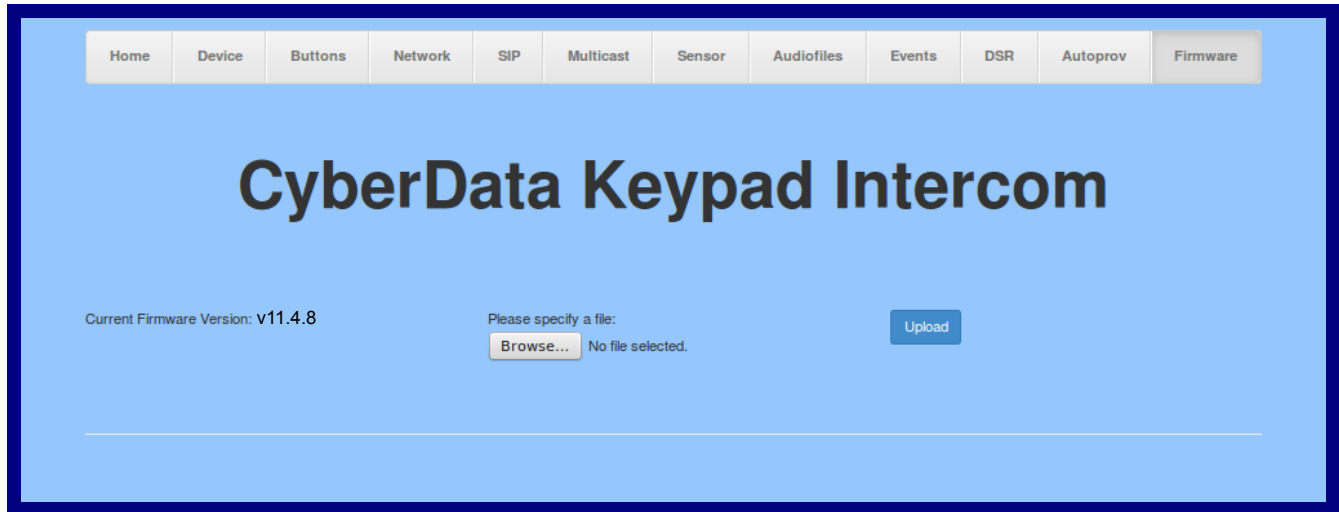 Home Device Buttons Network SIP Multicast Sensor Audiofiles Events DSR Autoprov Firmware
CyberData Keypad Intercom
Current Firmware Version: v11.4.8 Please specify a file: Upload
Browse... No file selected.